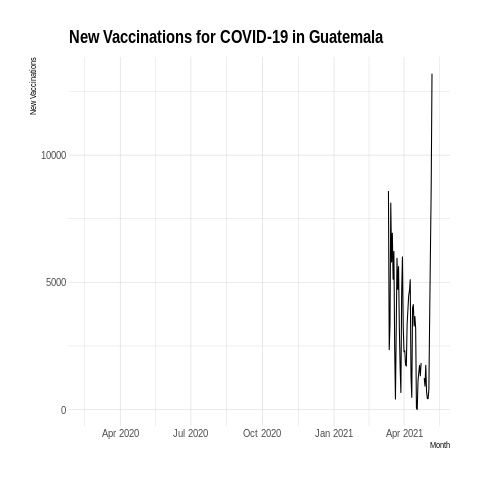 New Vaccinations for COVID-19 in Guatemala
New Vaccinations
10000
5000
0
Apr 2020 Jul 2020 Oct 2020 Jan 2021 Apr 2021
Month